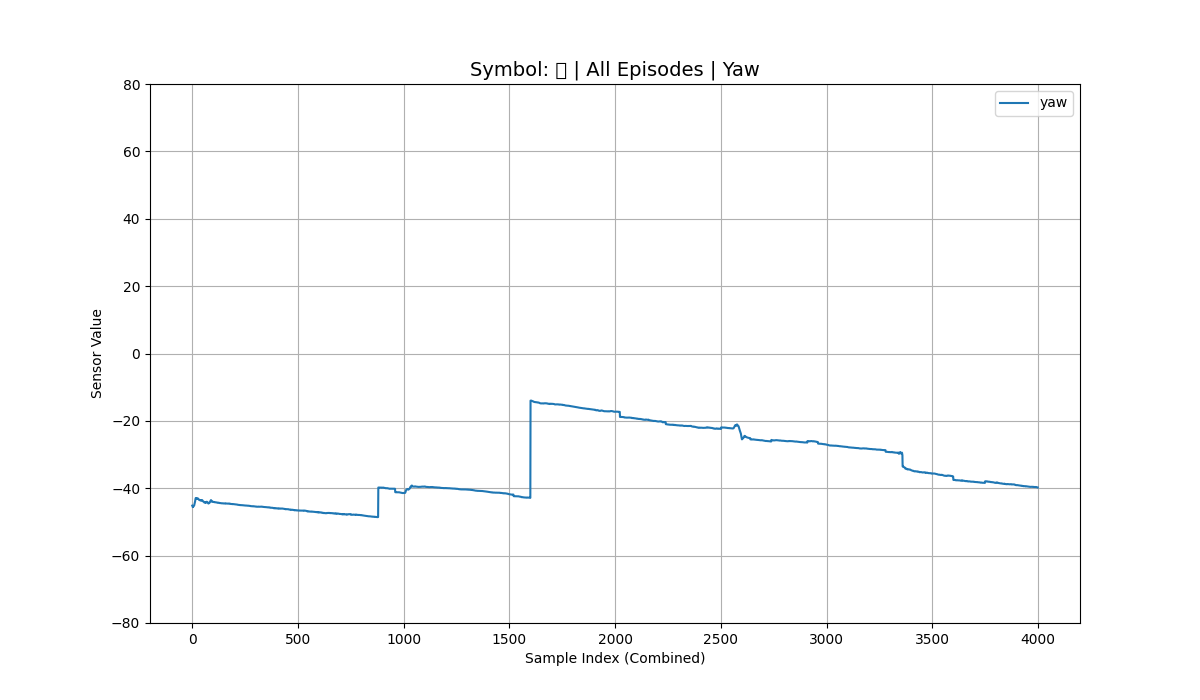 Symbol: ▯ | All Episodes | Yaw
yaw
80
60
40
20
0
−20
−40
−60
−80
Sensor Value
0 500 1000 1500 2000 2500 3000 3500 4000
Sample Index (Combined)